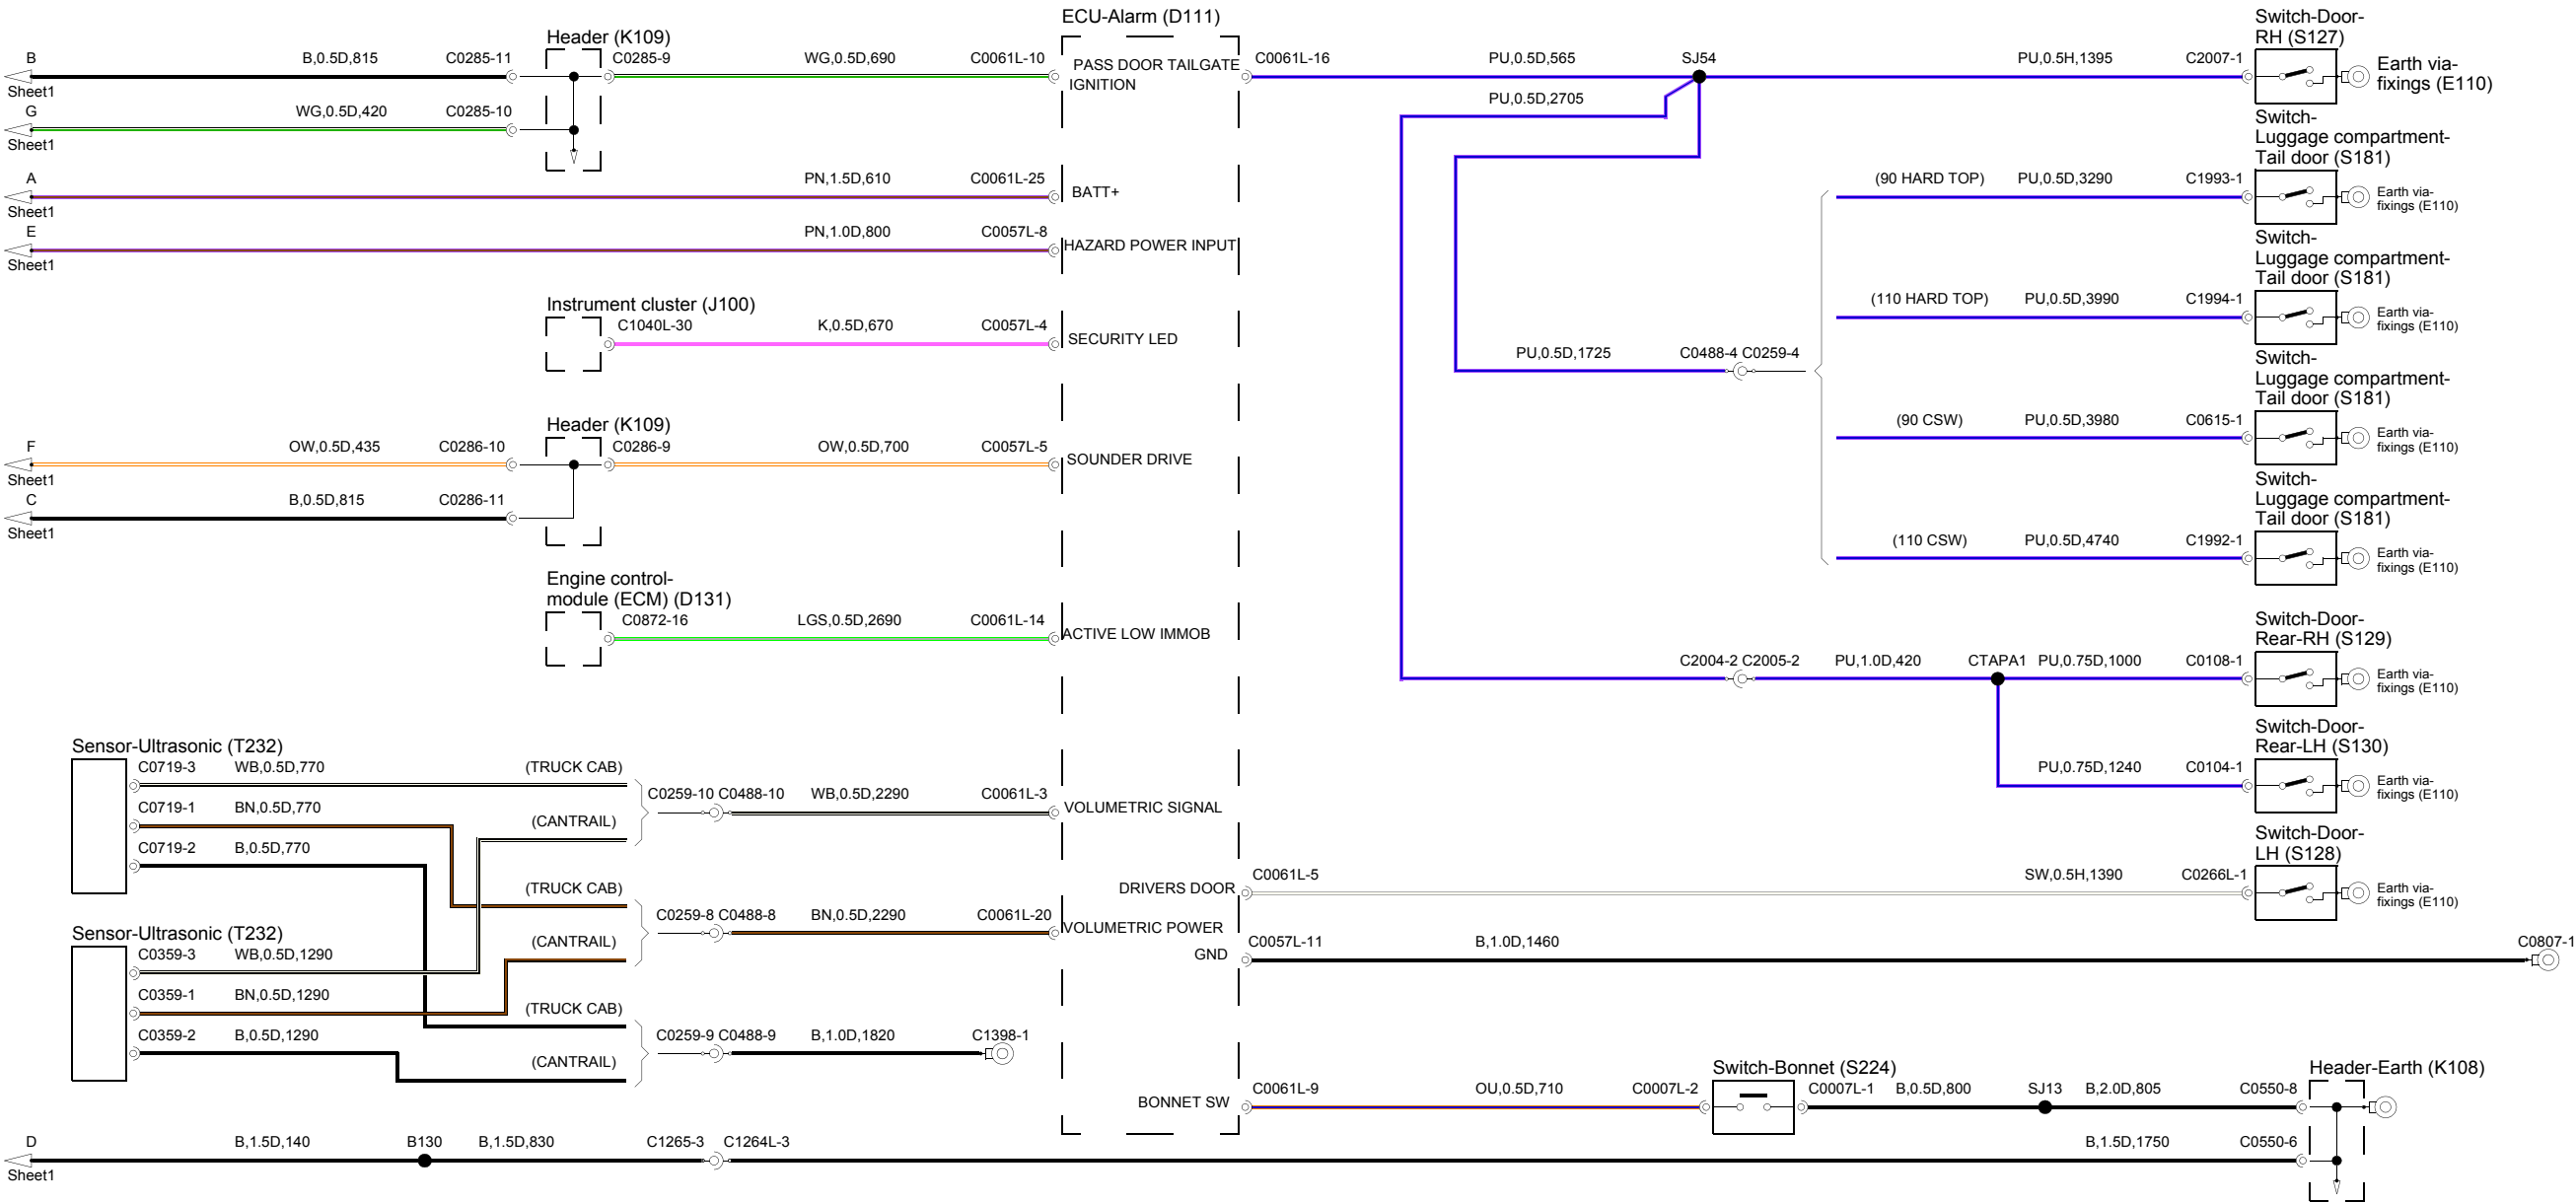 ECU-Alarm (D111)
Header (K109)
B
Sheet1
B,0.5D,815
C0285-11
C0285-9
WG,0.5D,690
C0061L-10
PASS DOOR TAILGATE
IGNITION
G
Sheet1
WG,0.5D,420
C0285-10
A
Sheet1
PN,1.5D,610
C0061L-25
BATT+
E
Sheet1
PN,1.0D,800
C0057L-8
HAZARD POWER INPUT
Instrument cluster (J100)
C1040L-30
K,0.5D,670
C0057L-4
SECURITY LED
Header (K109)
F
Sheet1
OW,0.5D,435
C0286-10
C0286-9
OW,0.5D,700
C0057L-5
SOUNDER DRIVE
C
Sheet1
B,0.5D,815
C0286-11
Engine control-
module (ECM) (D131)
C0872-16
LGS,0.5D,2690
C0061L-14
ACTIVE LOW IMMOB
Sensor-Ultrasonic (T232)
C0719-3
WB,0.5D,770
(TRUCK CAB)
C0719-1
BN,0.5D,770
(CANTRAIL)
C0719-2
B,0.5D,770
C0259-10 C0488-10
WB,0.5D,2290
C0061L-3
VOLUMETRIC SIGNAL
(TRUCK CAB)
C0259-8 C0488-8
BN,0.5D,2290
C0061L-20
VOLUMETRIC POWER
(CANTRAIL)
Sensor-Ultrasonic (T232)
C0359-3
WB,0.5D,1290
C0359-1
BN,0.5D,1290
(TRUCK CAB)
C0359-2
B,0.5D,1290
(CANTRAIL)
C0259-9 C0488-9
B,1.0D,1820
C1398-1
D
Sheet1
B,1.5D,140
B130
B,1.5D,830
C1265-3
C1264L-3
B,1.5D,1750
C0550-6
C0061L-16
PU,0.5D,565
SJ54
PU,0.5H,1395
C2007-1
Switch-Door-
RH (S127)
Earth via-
fixings (E110)
PU,0.5D,2705
Switch-
Luggage compartment-
Tail door (S181)
(90 HARD TOP)
PU,0.5D,3290
C1993-1
Earth via-
fixings (E110)
Switch-
Luggage compartment-
Tail door (S181)
(110 HARD TOP)
PU,0.5D,3990
C1994-1
Earth via-
fixings (E110)
PU,0.5D,1725
C0488-4 C0259-4
Switch-
Luggage compartment-
Tail door (S181)
(90 CSW)
PU,0.5D,3980
C0615-1
Earth via-
fixings (E110)
Switch-
Luggage compartment-
Tail door (S181)
(110 CSW)
PU,0.5D,4740
C1992-1
Earth via-
fixings (E110)
Switch-Door-
Rear-RH (S129)
C2004-2 C2005-2
PU,1.0D,420
CTAPA1
PU,0.75D,1000
C0108-1
Earth via-
fixings (E110)
Switch-Door-
Rear-LH (S130)
PU,0.75D,1240
C0104-1
Earth via-
fixings (E110)
Switch-Door-
LH (S128)
DRIVERS DOOR
C0061L-5
SW,0.5H,1390
C0266L-1
Earth via-
fixings (E110)
GND
C0057L-11
B,1.0D,1460
C0807-1
BONNET SW
C0061L-9
OU,0.5D,710
C0007L-2
Switch-Bonnet (S224)
C0007L-1
B,0.5D,800
SJ13
B,2.0D,805
C0550-8
Header-Earth (K108)